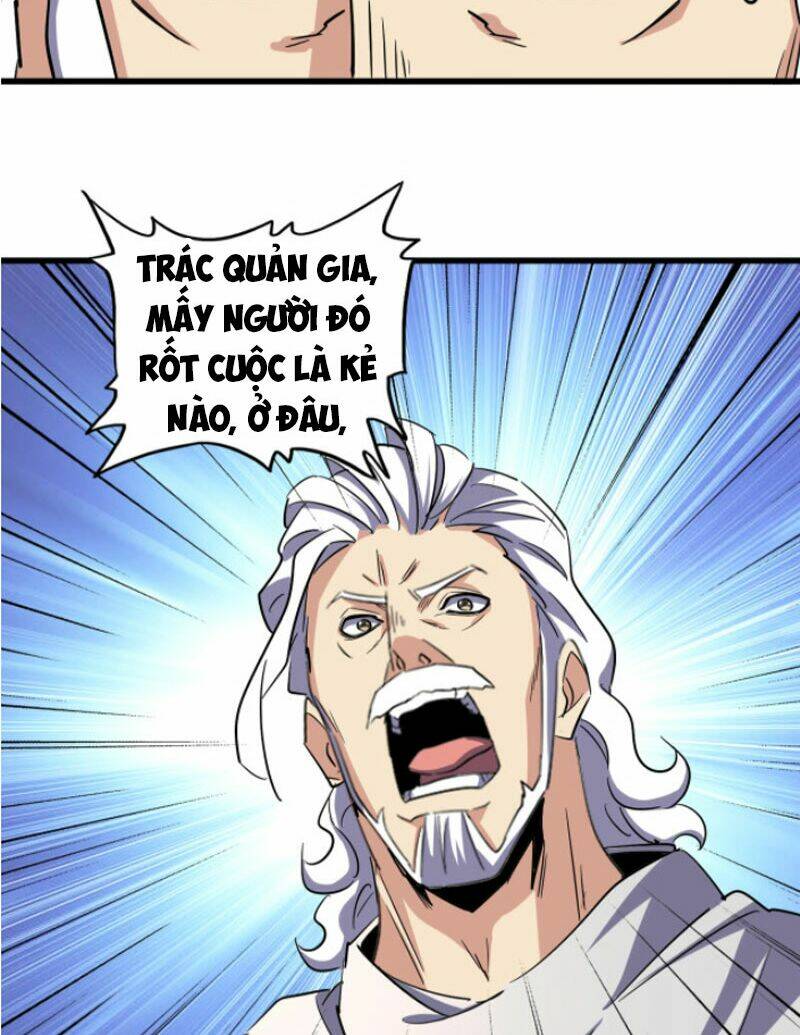 TRÁC QUẢN GIA,
MẤY NGƯỜI ĐÓ
RỐT CUỘC LÀ KẺ
NÀO, Ở ĐÂU,